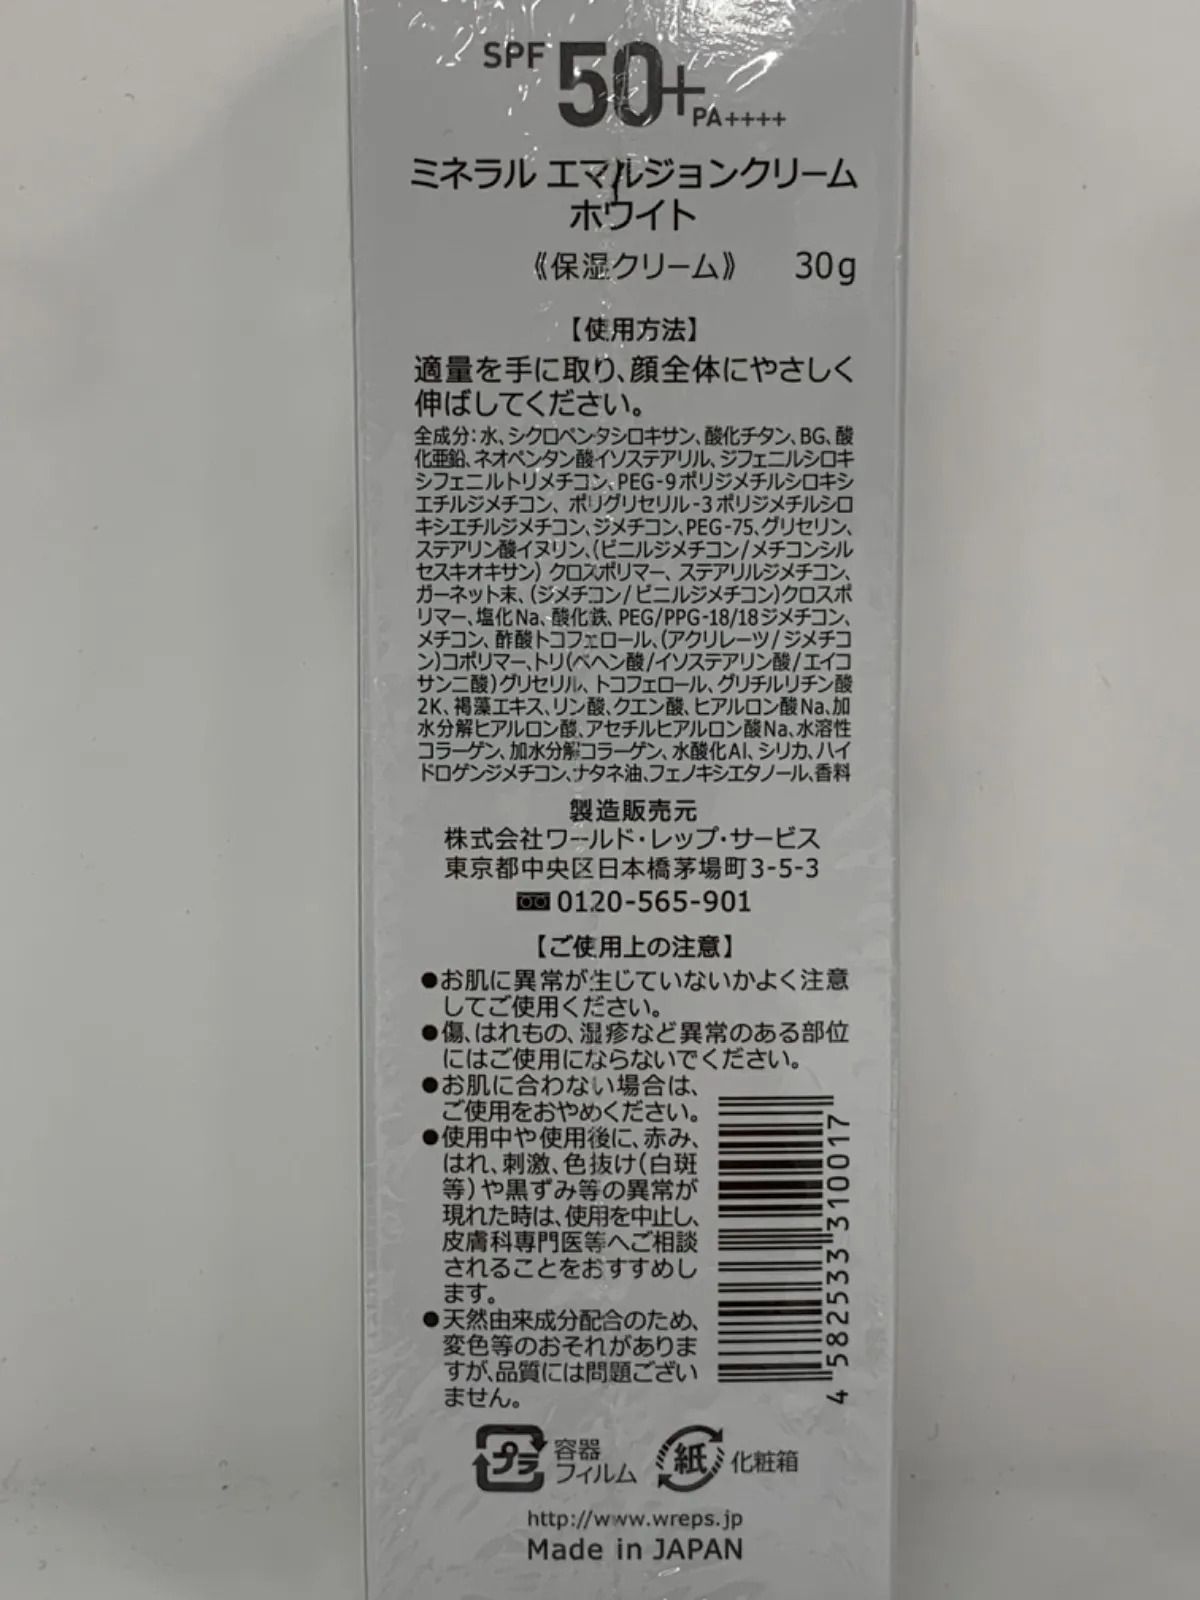 SPF 50+ PA++++
ミネラル エマルジョンクリーム
ホワイト
《保湿クリーム》 30g
【使用方法】
適量を手に取り、顔全体にやさしく
伸ばしてください。
全成分：水、シクロペンタシロキサン、酸化チタン、BG、酸
化亜鉛、ネオペンタン酸イソステアリル、ジフェニルシロキ
シフェニルトリメチコン、PEG-9ポリジメチルシロキシ
エチルジメチコン、ポリグリセリル-3ポリジメチルシロ
キシエチルジメチコン、ジメチコン、PEG-75、グリセリン、
ステアリン酸イヌリン、(ビニルジメチコン/メチコンシル
セスキオキサン)クロスポリマー、ステアリルジメチコン、
ガーネット末、(ジメチコン/ビニルジメチコン)クロスポ
リマー、塩化Na、酸化鉄、PEG/PPG-18/18ジメチコン、
メチコン、酢酸トコフェロール、(アクリレーツ/ジメチコ
ン)コポリマー、トリ(ベヘン酸/イソステアリン酸/エイコ
サン二酸)グリセリル、トコフェロール、グリチルリチン酸
2K、褐藻エキス、リン酸、クエン酸、ヒアルロン酸Na、加
水分解ヒアルロン酸、アセチルヒアルロン酸Na、水溶性
コラーゲン、加水分解コラーゲン、水酸化Al、シリカ、ハイ
ドロゲンジメチコン、ナタネ油、フェノキシエタノール、香料
製造販売元
株式会社ワールド・レップ・サービス
東京都中央区日本橋茅場町3-5-3
0120-565-901
【ご使用上の注意】
●お肌に異常が生じていないかよく注意
してご使用ください。
●傷、はれもの、湿疹など異常のある部位
にはご使用にならないでください。
●お肌に合わない場合は、
ご使用をおやめください。
●使用中や使用後に、赤み、
はれ、刺激、色抜け(白斑
等)や黒ずみ等の異常が
現れた時は、使用を中止し、
皮膚科専門医等へご相談
されることをおすすめし
ます。
●天然由来成分配合のため、
変色等のおそれがありま
すが、品質には問題ござい
ません。
4 582533 310017
プラ 容器
フィルム
紙 化粧箱
http://www.wreps.jp
Made in JAPAN